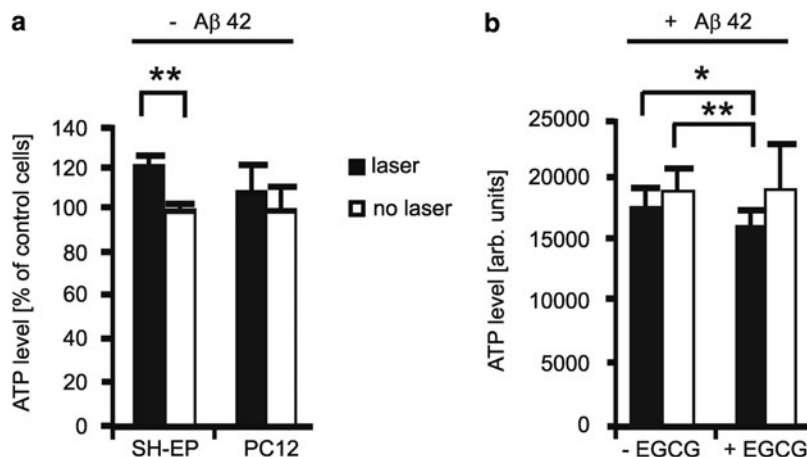 a
- Aβ 42
**
ATP level [% of control cells]
140
120
100
80
60
40
20
0
SH-EP PC12
laser
no laser
b
+ Aβ 42
*
**
ATP level [arb. units]
25000
20000
15000
10000
5000
0
- EGCG + EGCG